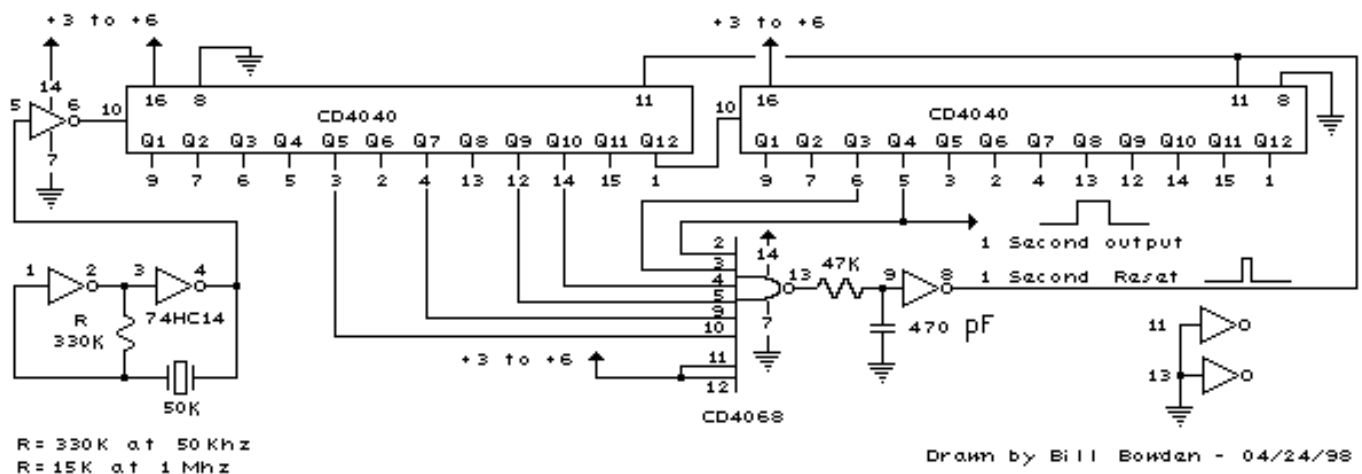 +3 to +6
+3 to +6
14
16
8
11
16
11
8
5
6
10
CD4040
10
CD4040
Q1 Q2 Q3 Q4 Q5 Q6 Q7 Q8 Q9 Q10 Q11 Q12
Q1 Q2 Q3 Q4 Q5 Q6 Q7 Q8 Q9 Q10 Q11 Q12
7
9 7 6 5 3 2 4 13 12 14 15 1
9 7 6 5 3 2 4 13 12 14 15 1
1 Second output
1 Second Reset
1
2
3
4
R
330K
74HC14
50K
2
3
4
5
9
10
11
12
14
13
7
47K
9
8
470 pF
11
13
+3 to +6
CD4068
R= 330K at 50Khz
R= 15K at 1 Mhz
Drawn by Bill Bowden - 04/24/98